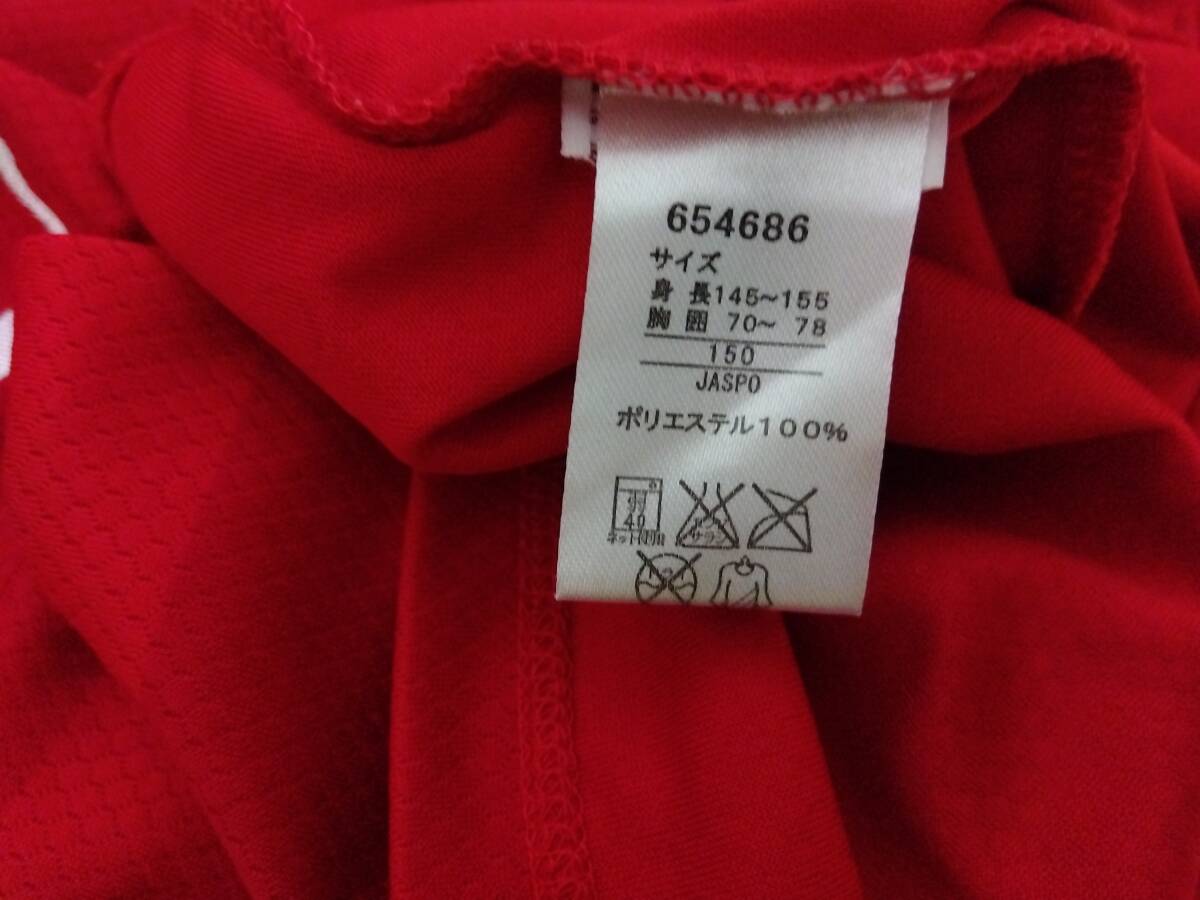 654686
サイズ
身 長145~155
胸 囲 70~ 78
150
JASPO
ポリエステル100%
弱
40
ネット使用